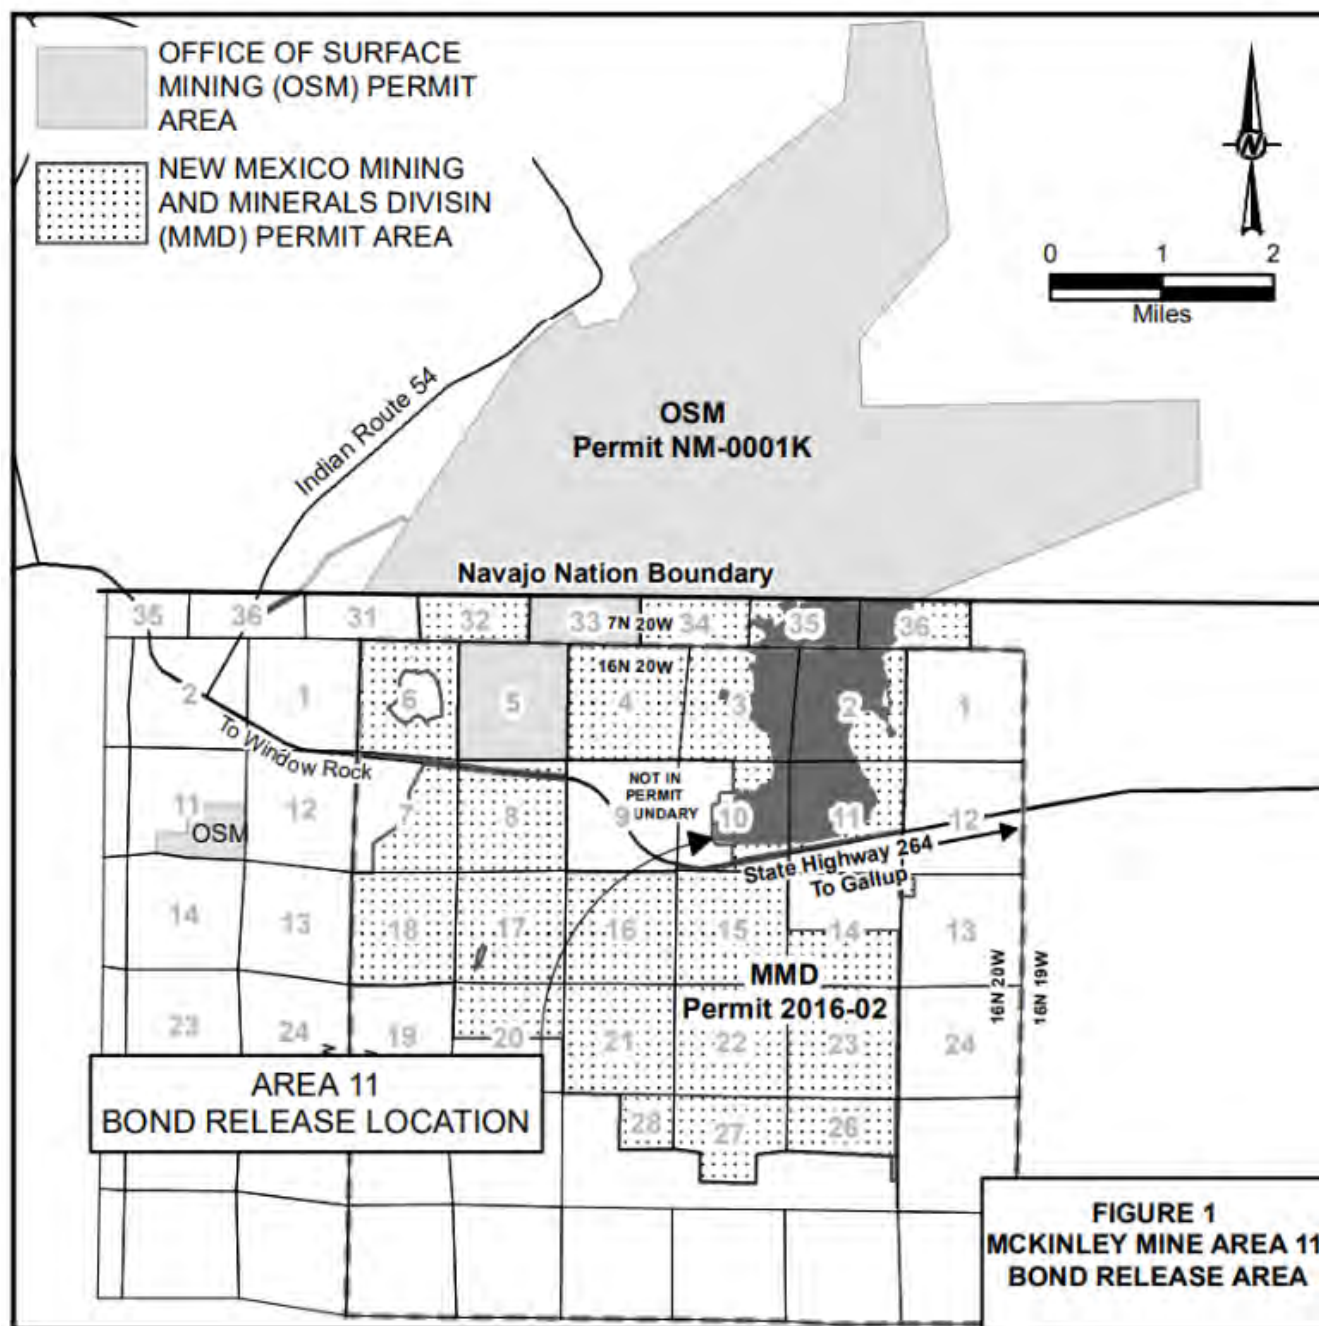 OFFICE OF SURFACE
MINING (OSM) PERMIT
AREA
NEW MEXICO MINING
AND MINERALS DIVISIN
(MMD) PERMIT AREA
N
0 1 2
Miles
Indian Route 54
OSM
Permit NM-0001K
Navajo Nation Boundary
35 36 31 32 33 7N 20W 34 35 36
16N 20W
2 1 6 5 4 3 2 1
To Window Rock
NOT IN
PERMIT
UNDARY
11 12 7 8 9 10 11 12
OSM
State Highway 264
To Gallup
14 13 18 17 16 15 14 13
MMD
Permit 2016-02
16N 20W
16N 19W
23 24 19 20 21 22 23 24
AREA 11
BOND RELEASE LOCATION
28 27 26
FIGURE 1
MCKINLEY MINE AREA 11
BOND RELEASE AREA